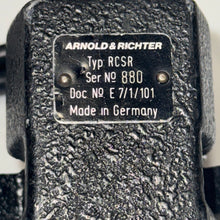 ARNOLD & RICHTER
Typ RCSR
Ser Nº 880
Doc Nº E 7/1/101
Made in Germany